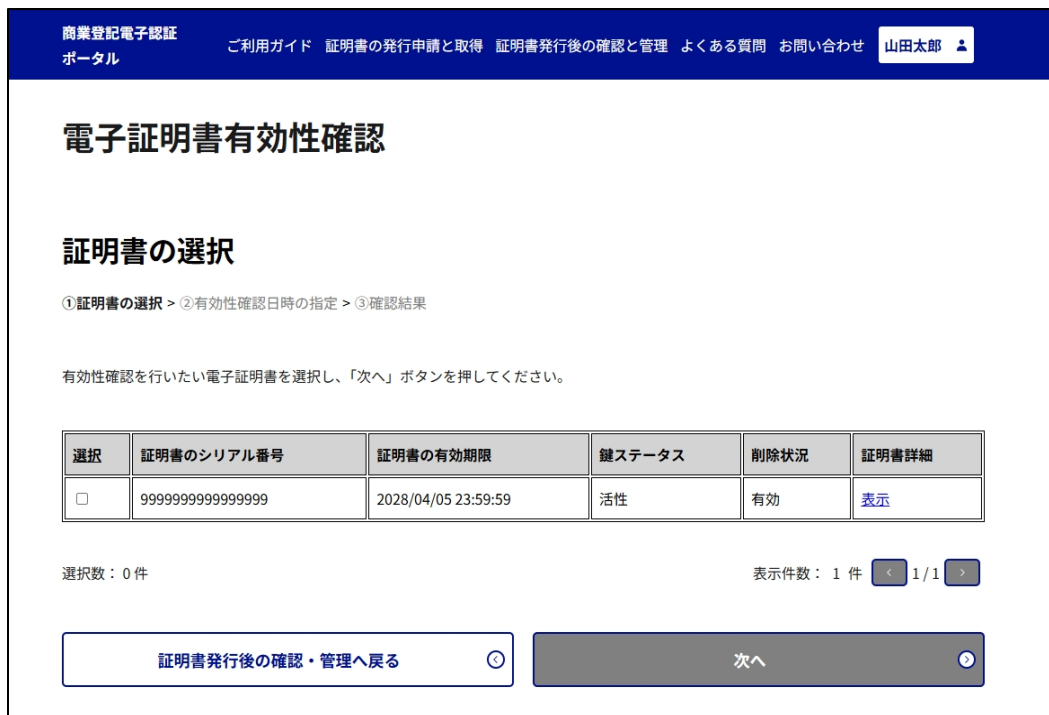 商業登記電子認証
ポータル
ご利用ガイド 証明書の発行申請と取得 証明書発行後の確認と管理 よくある質問 お問い合わせ 山田太郎
電子証明書有効性確認
証明書の選択
①証明書の選択 > ②有効性確認日時の指定 > ③確認結果
有効性確認を行いたい電子証明書を選択し、「次へ」ボタンを押してください。
選択 証明書のシリアル番号 証明書の有効期限 鍵ステータス 削除状況 証明書詳細
9999999999999999 2028/04/05 23:59:59 活性 有効 表示
選択数： 0 件 表示件数： 1 件 < 1 / 1 >
証明書発行後の確認・管理へ戻る 次へ